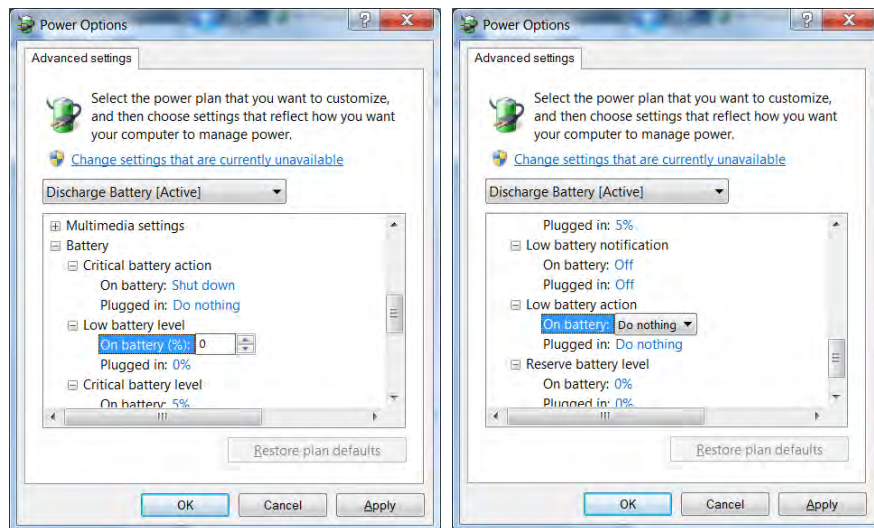 Power Options
Advanced settings
Select the power plan that you want to customize,
and then choose settings that reflect how you want
your computer to manage power.
Change settings that are currently unavailable
Discharge Battery [Active]
Multimedia settings
Battery
Critical battery action
On battery: Shut down
Plugged in: Do nothing
Low battery level
On battery (%): 0
Plugged in: 0%
Critical battery level
On battery: 5%
Restore plan defaults
OK Cancel Apply
Power Options
Advanced settings
Select the power plan that you want to customize,
and then choose settings that reflect how you want
your computer to manage power.
Change settings that are currently unavailable
Discharge Battery [Active]
Plugged in: 5%
Low battery notification
On battery: Off
Plugged in: Off
Low battery action
On battery: Do nothing
Plugged in: Do nothing
Reserve battery level
On battery: 0%
Plugged in: 0%
Restore plan defaults
OK Cancel Apply